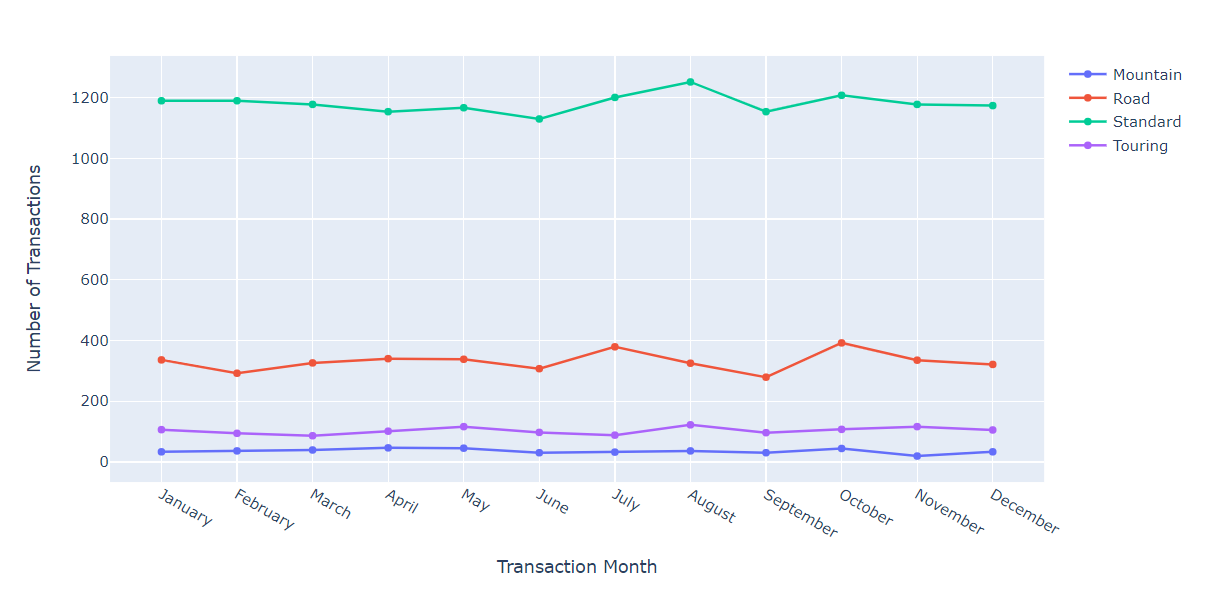 Number of Transactions
1200
1000
800
600
400
200
0
January
February
March
April
May
June
July
August
September
October
November
December
Transaction Month
Mountain
Road
Standard
Touring